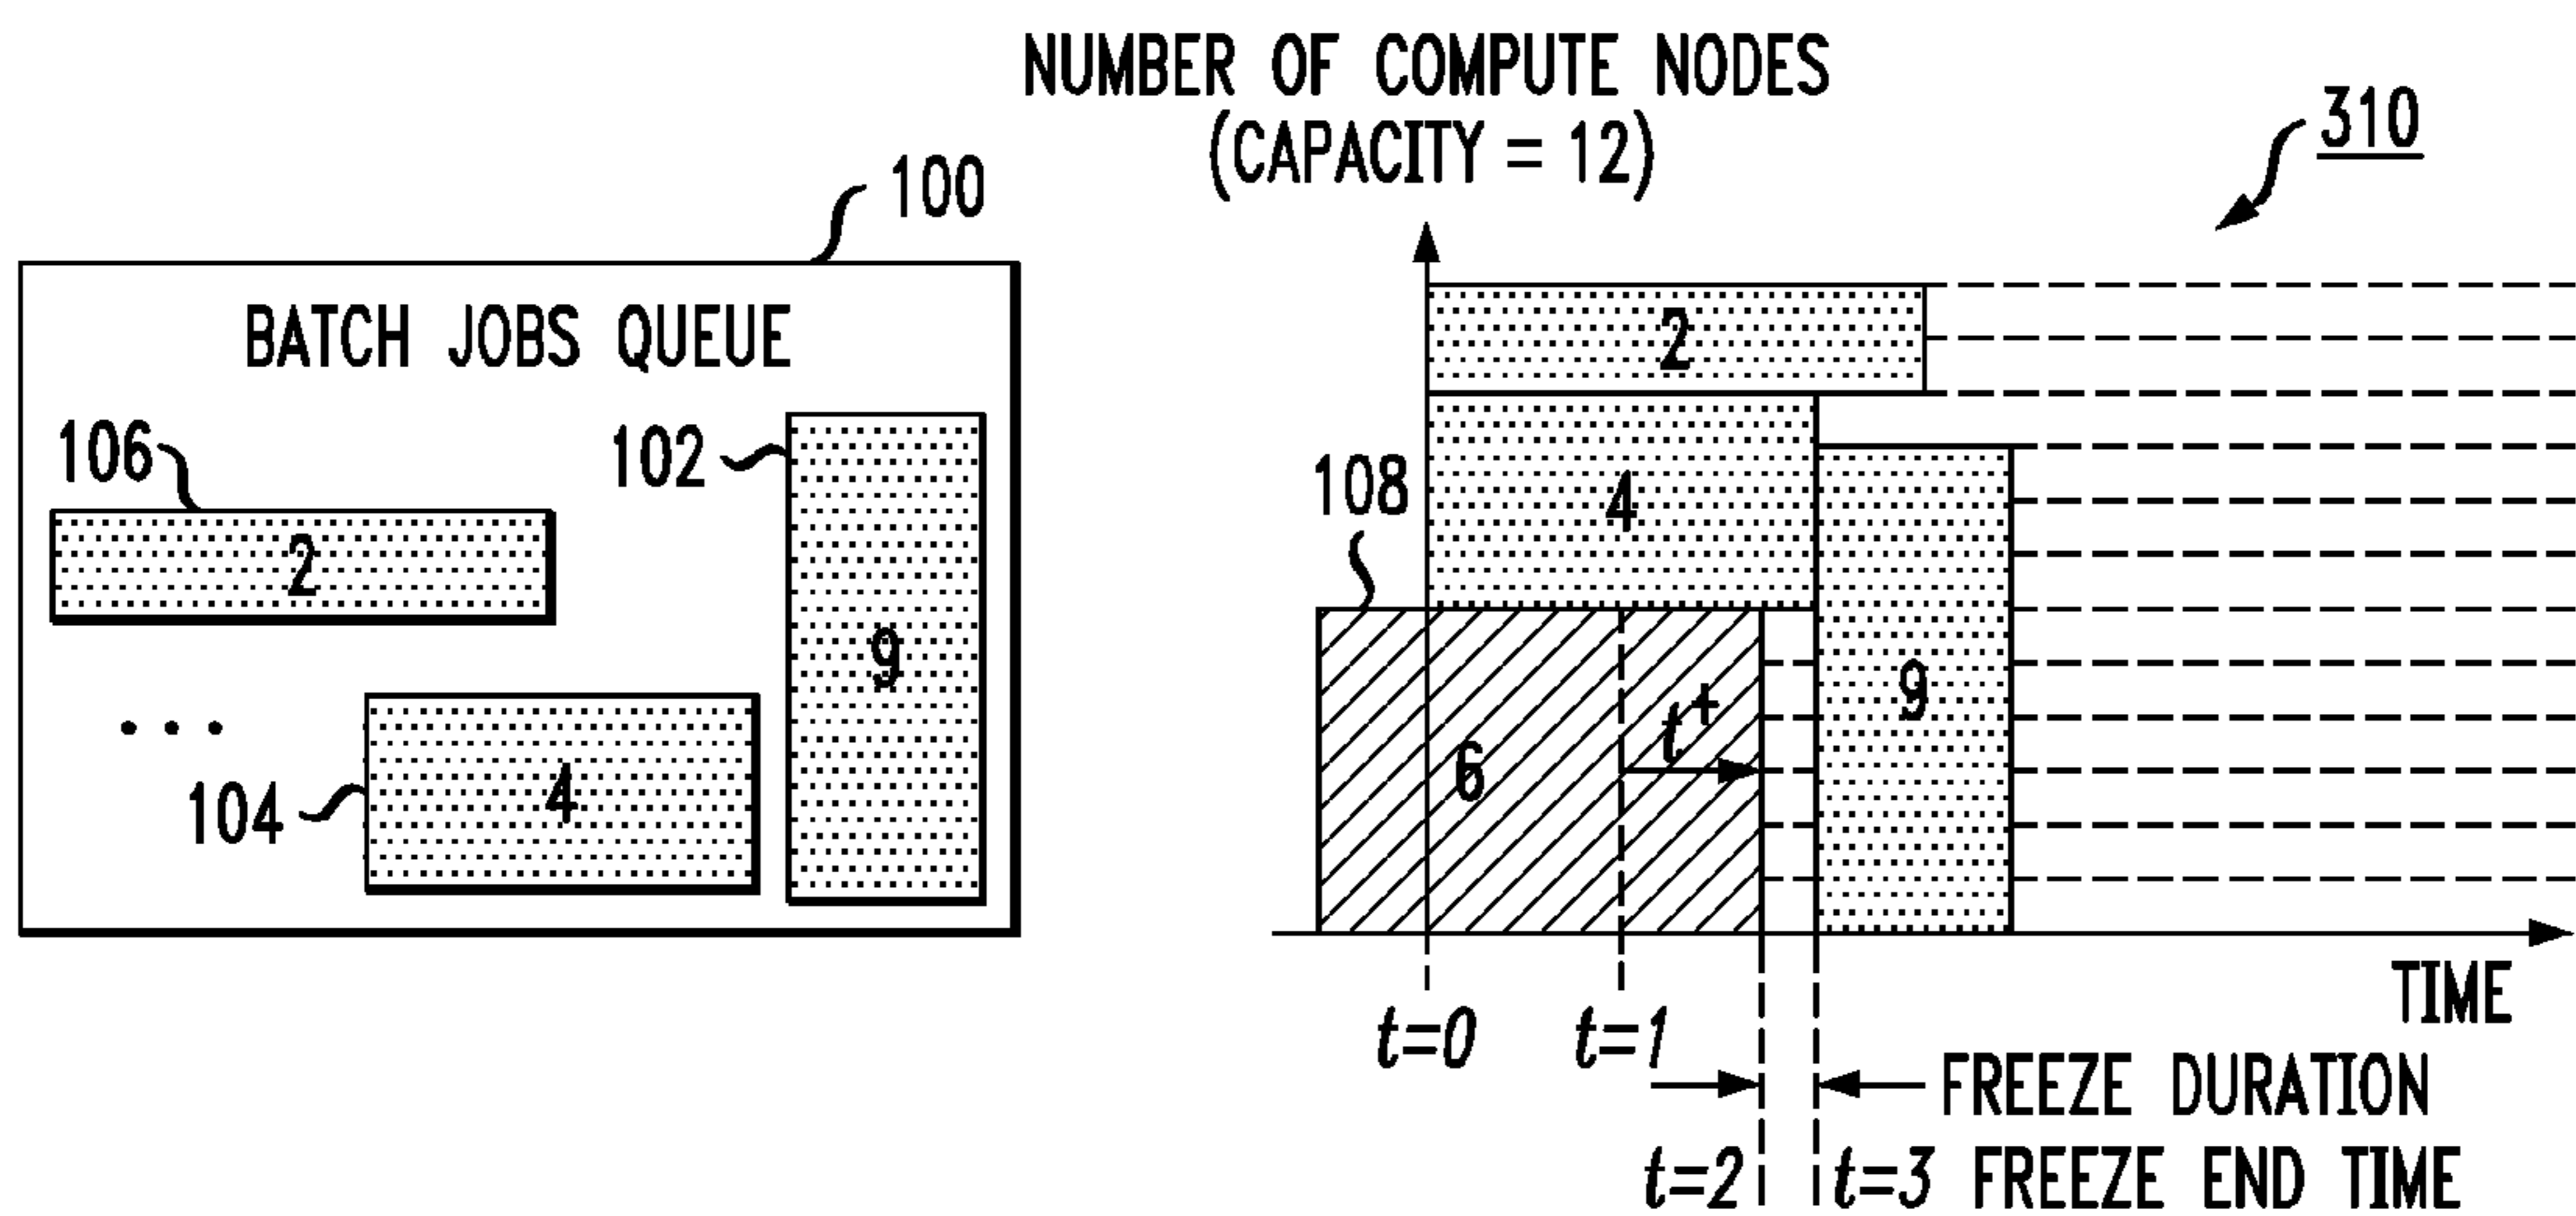 NUMBER OF COMPUTE NODES
(CAPACITY = 12)
310
100
BATCH JOBS QUEUE
106
2
102
9
104
4
. . .
2
4
108
6
t+
9
TIME
t=0
t=1
FREEZE DURATION
t=2
t=3 FREEZE END TIME